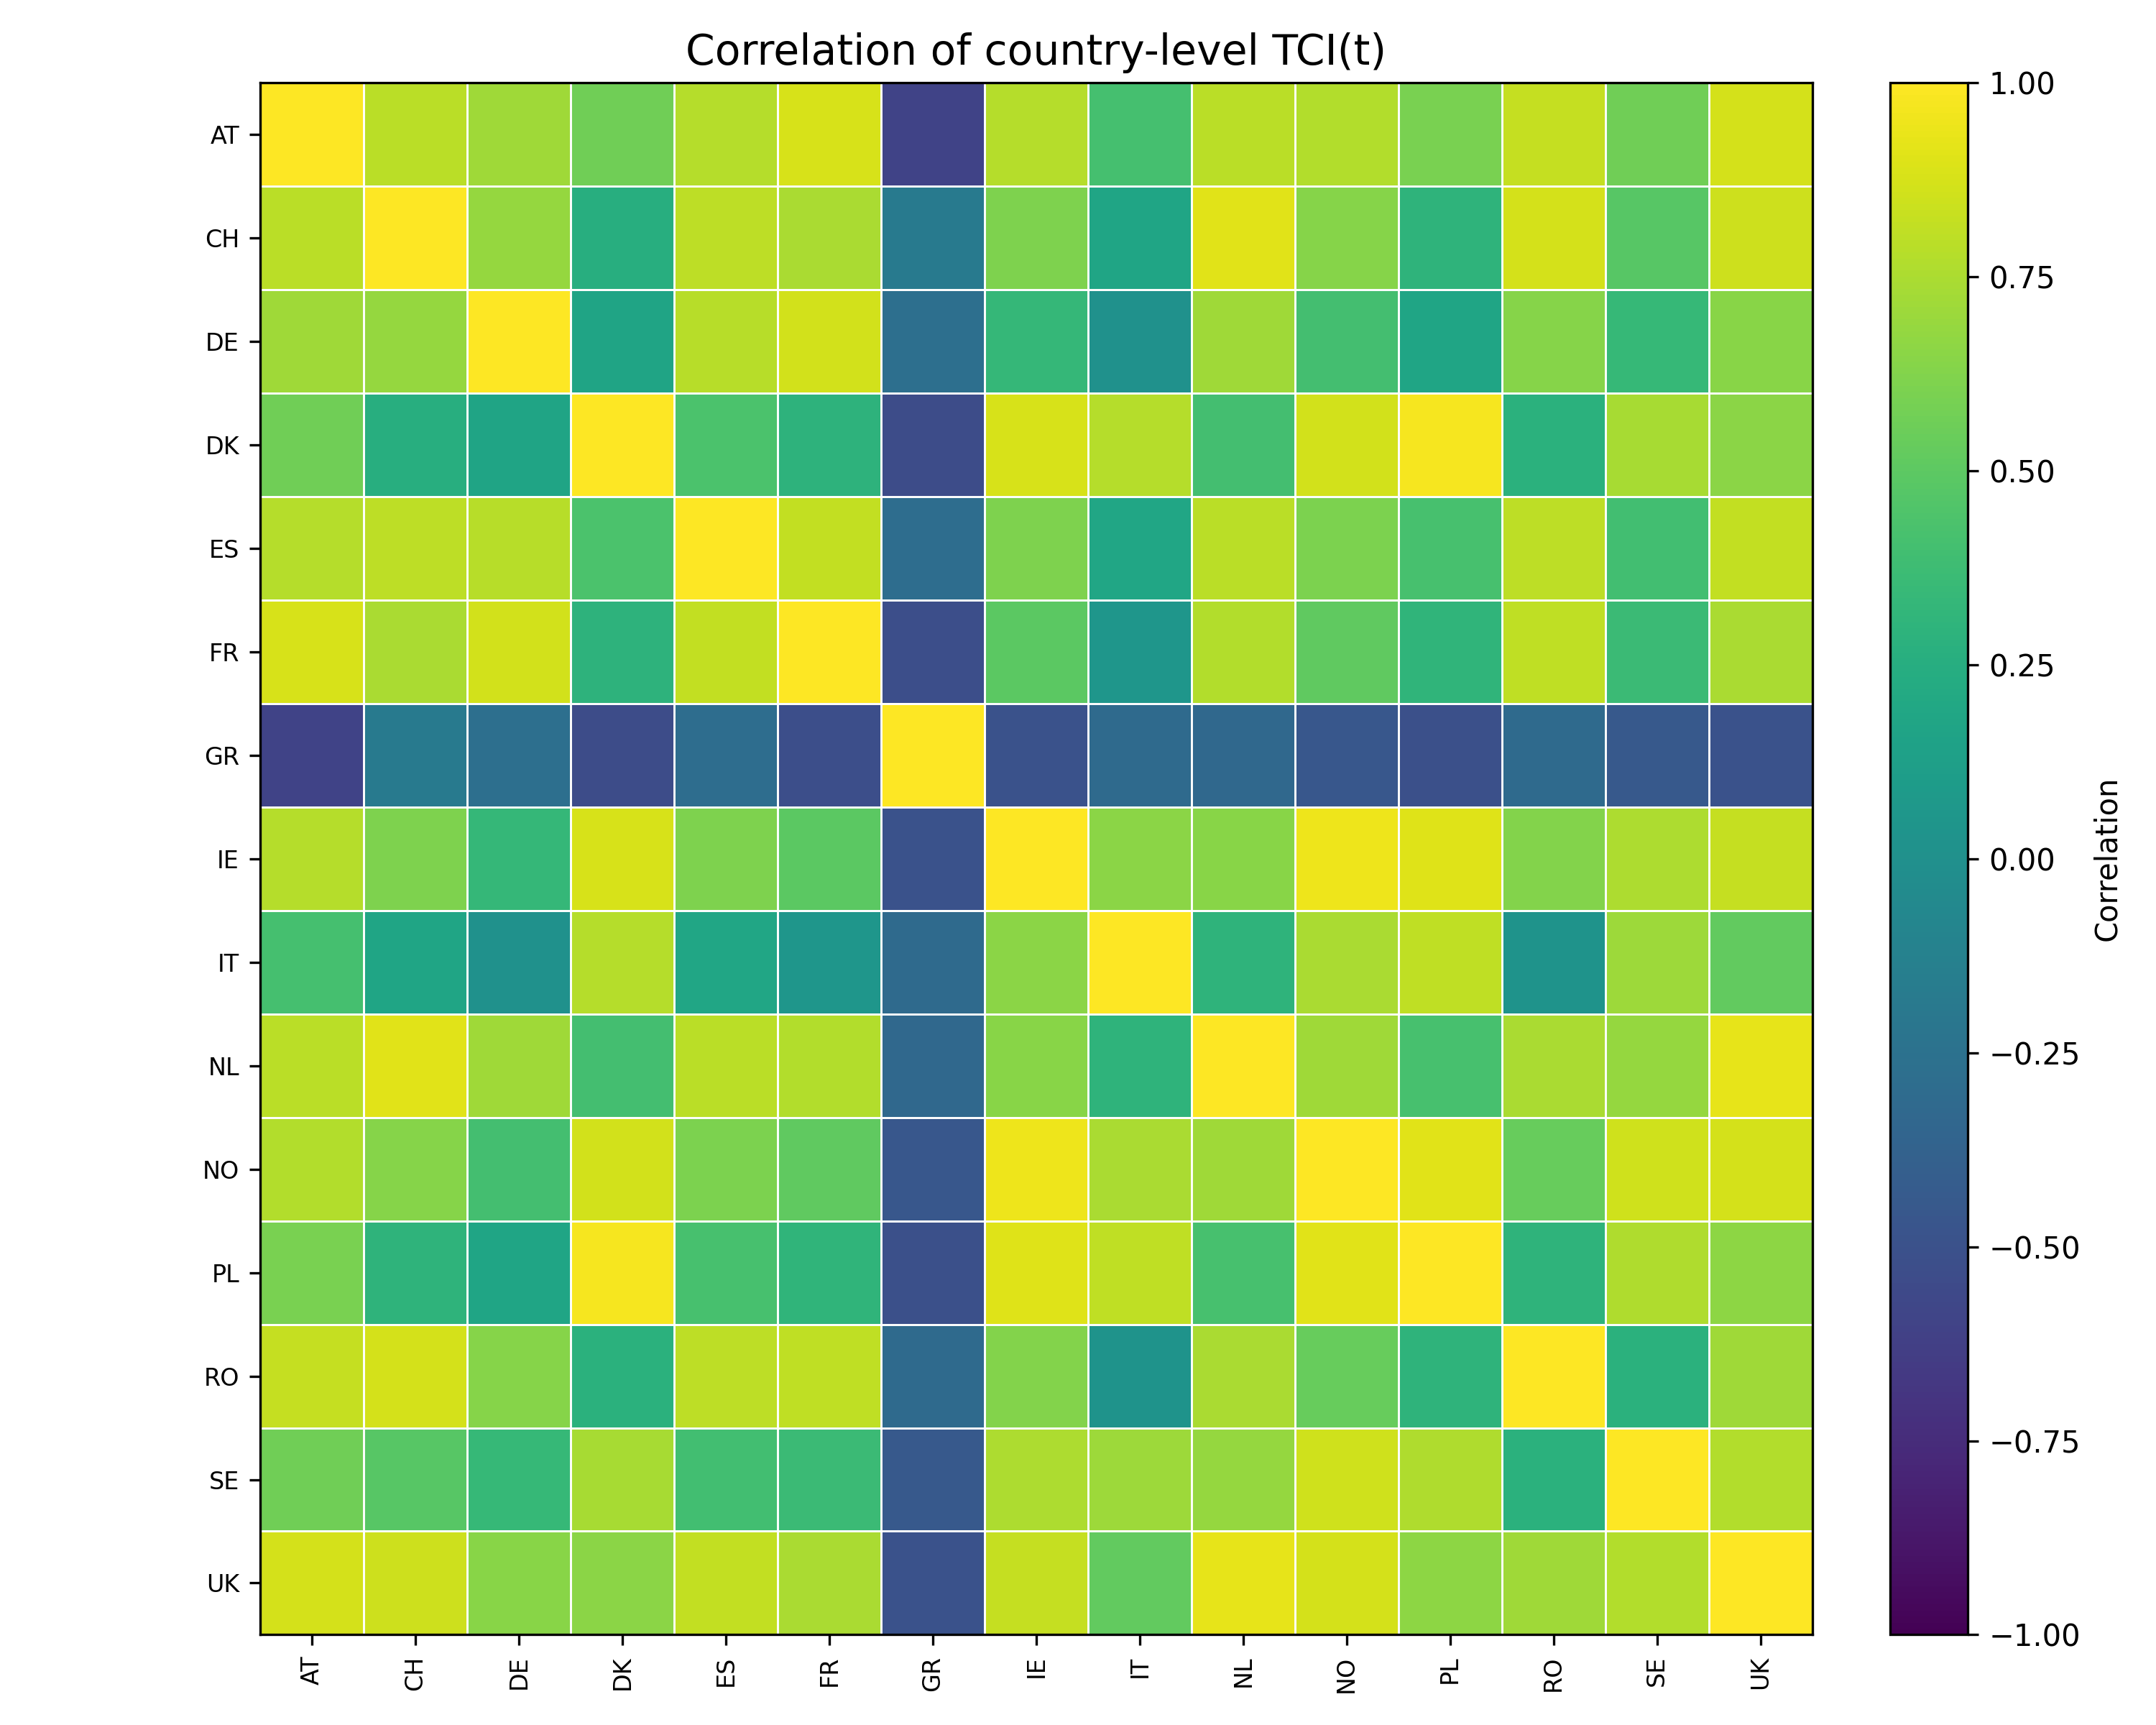 Correlation of country-level TCI(t)
AT
CH
DE
DK
ES
FR
GR
IE
IT
NL
NO
PL
RO
SE
UK
AT CH DE DK ES FR GR IE IT NL NO PL RO SE UK
1.00
0.75
0.50
0.25
0.00
−0.25
−0.50
−0.75
−1.00
Correlation